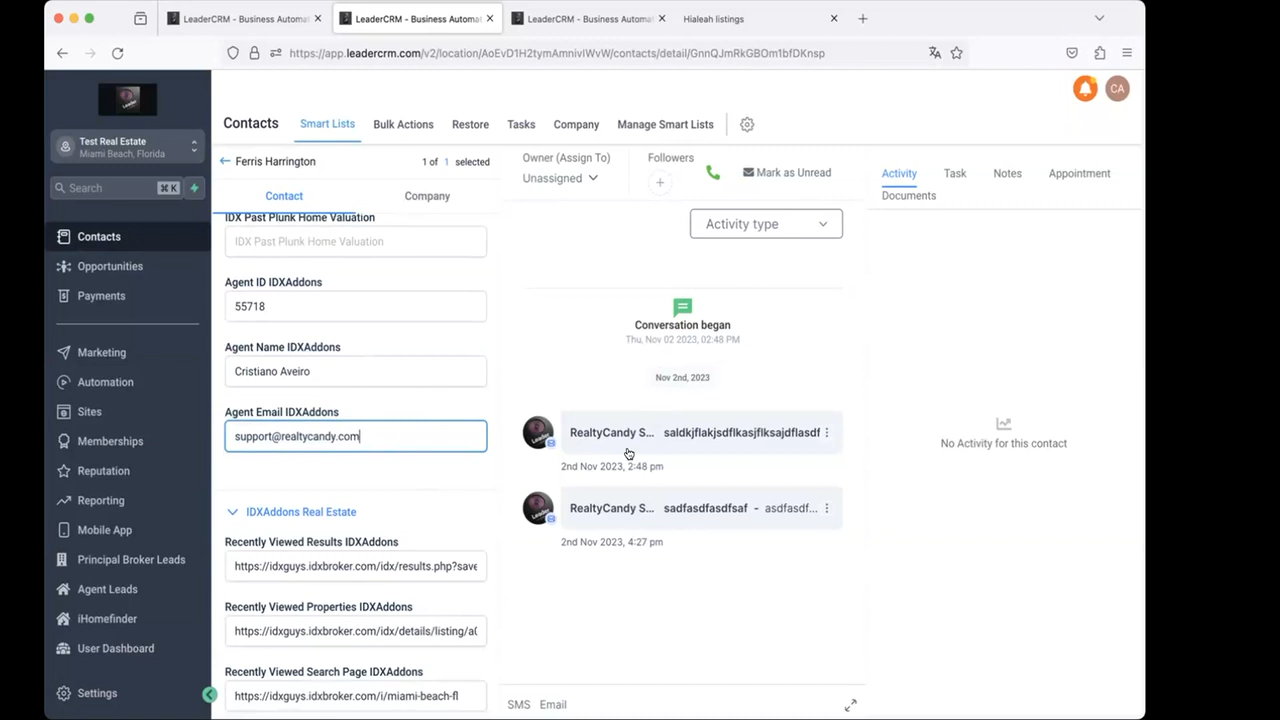 LeaderCRM - Business Automat
LeaderCRM - Business Automat
LeaderCRM - Business Automat
Hialeah listings
https://app.leadercrm.com/v2/location/AoEvD1H2tymAmnivIWvW/contacts/detail/GnnQJmRkGBOm1bfDKnsp
Leader
CA
Test Real Estate
Miami Beach, Florida
Search
⌘ K
Contacts
Opportunities
Payments
Marketing
Automation
Sites
Memberships
Reputation
Reporting
Mobile App
Principal Broker Leads
Agent Leads
iHomefinder
User Dashboard
Settings
Contacts
Smart Lists
Bulk Actions
Restore
Tasks
Company
Manage Smart Lists
Ferris Harrington
1 of 1 selected
Contact
Company
IDX Past Plunk Home Valuation
IDX Past Plunk Home Valuation
Agent ID IDXAddons
55718
Agent Name IDXAddons
Cristiano Aveiro
Agent Email IDXAddons
support@realtycandy.com
IDXAddons Real Estate
Recently Viewed Results IDXAddons
https://idxguys.idxbroker.com/idx/results.php?save
Recently Viewed Properties IDXAddons
https://idxguys.idxbroker.com/idx/details/listing/a(
Recently Viewed Search Page IDXAddons
https://idxguys.idxbroker.com/i/miami-beach-fl
Owner (Assign To)
Unassigned
Followers
Mark as Unread
Activity type
Conversation began
Thu, Nov 02 2023, 02:48 PM
Nov 2nd, 2023
RealtyCandy S... saldkjflakjsdflkasjflksajdflasdf
2nd Nov 2023, 2:48 pm
RealtyCandy S... sadfasdfasdfsaf - asdfasdf...
2nd Nov 2023, 4:27 pm
SMS Email
Activity
Task
Notes
Appointment
Documents
No Activity for this contact